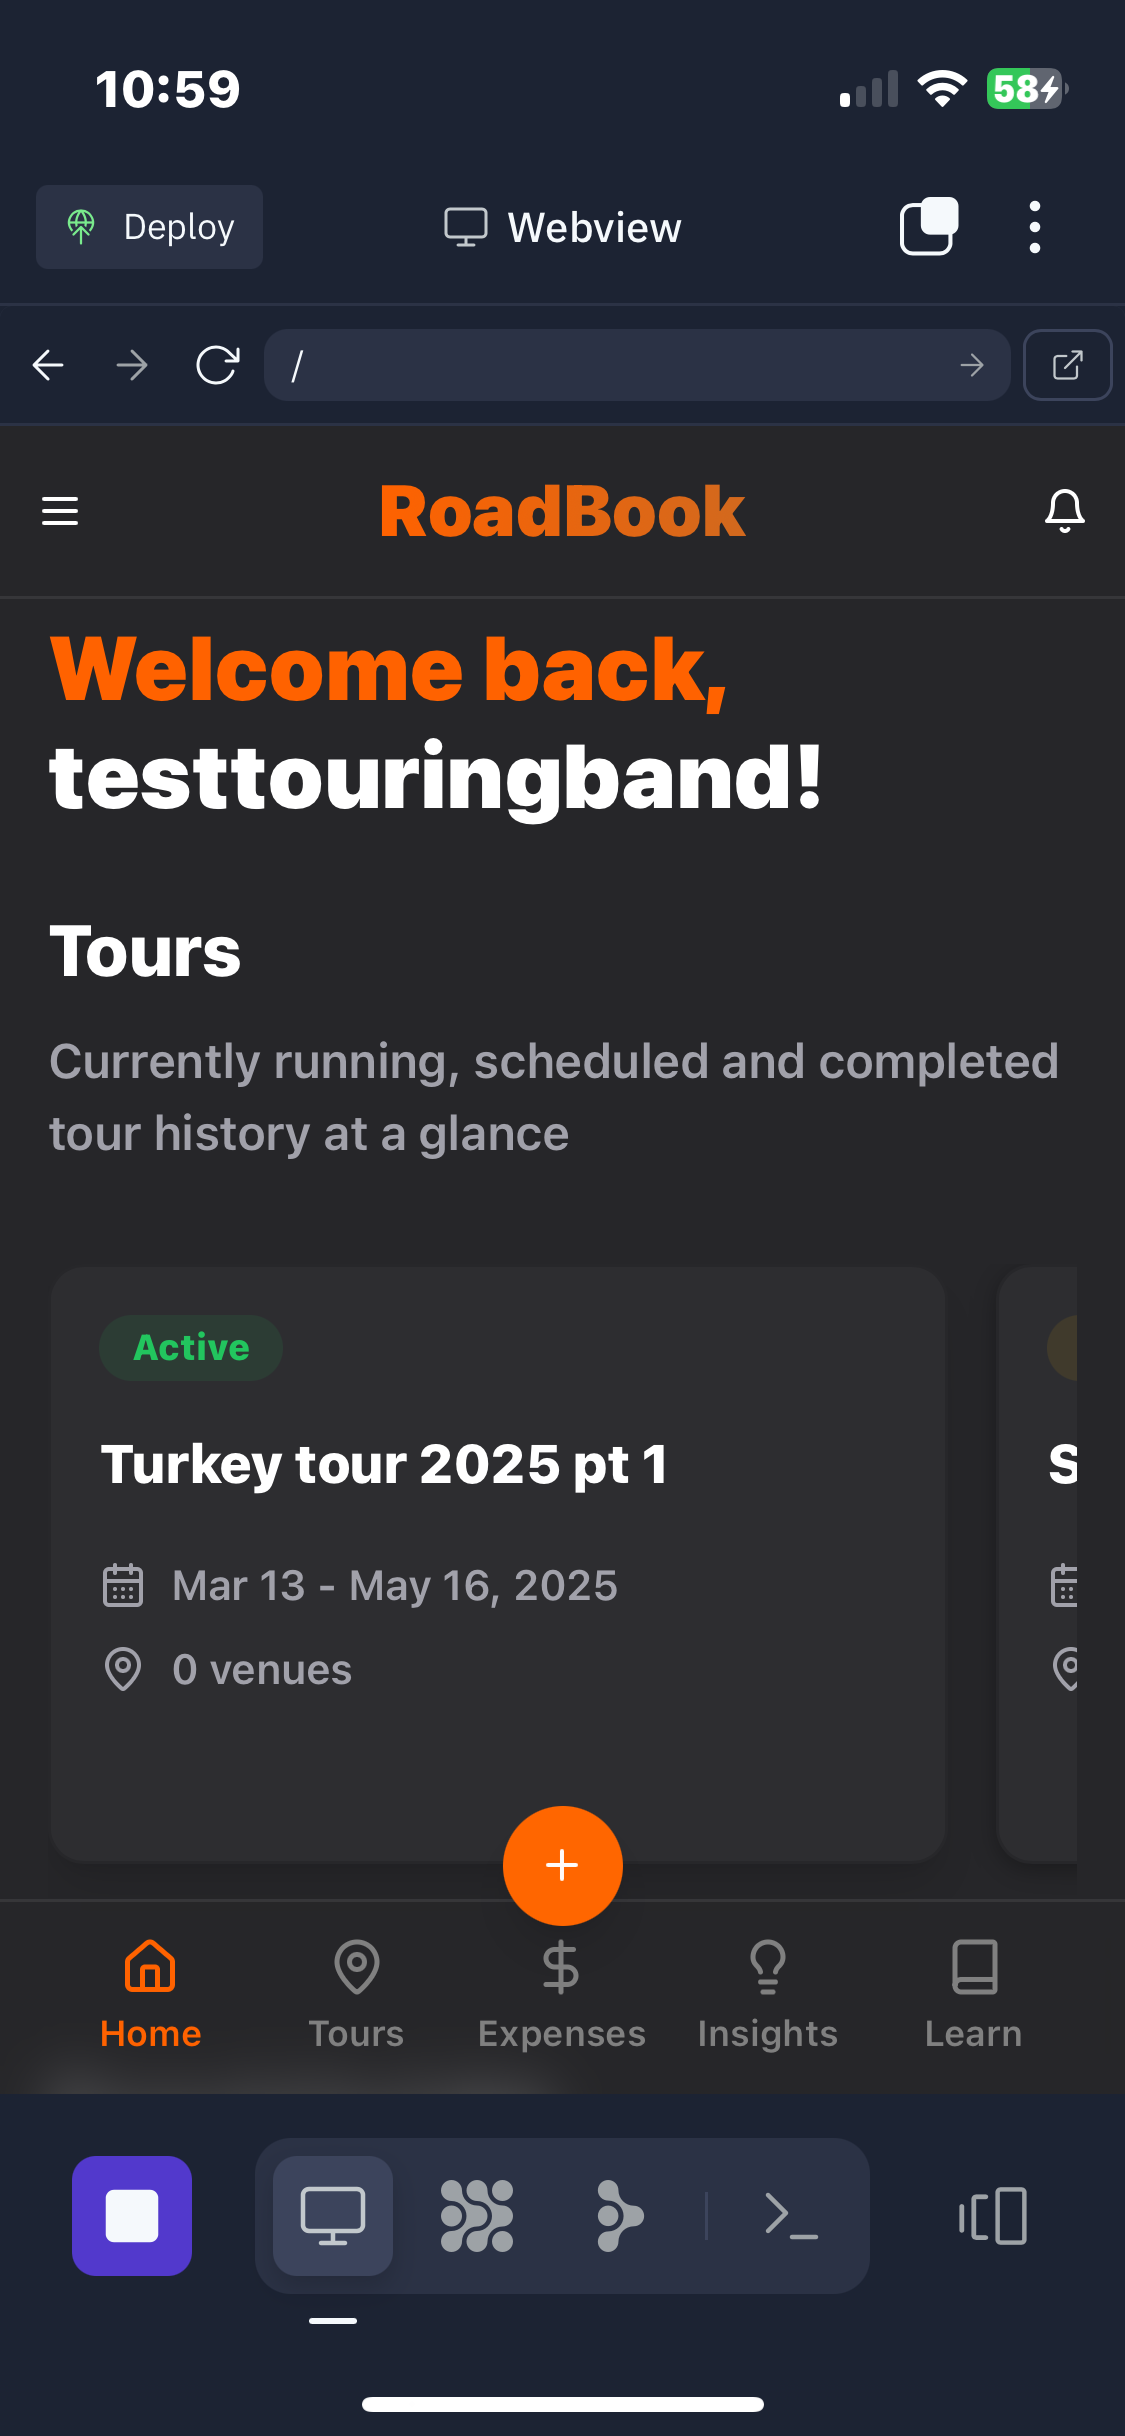 10:59
58
Deploy
Webview
/
RoadBook
Welcome back,
testtouringband!
Tours
Currently running, scheduled and completed
tour history at a glance
Active
Turkey tour 2025 pt 1
S
Mar 13 - May 16, 2025
0 venues
+
Home
Tours
Expenses
Insights
Learn